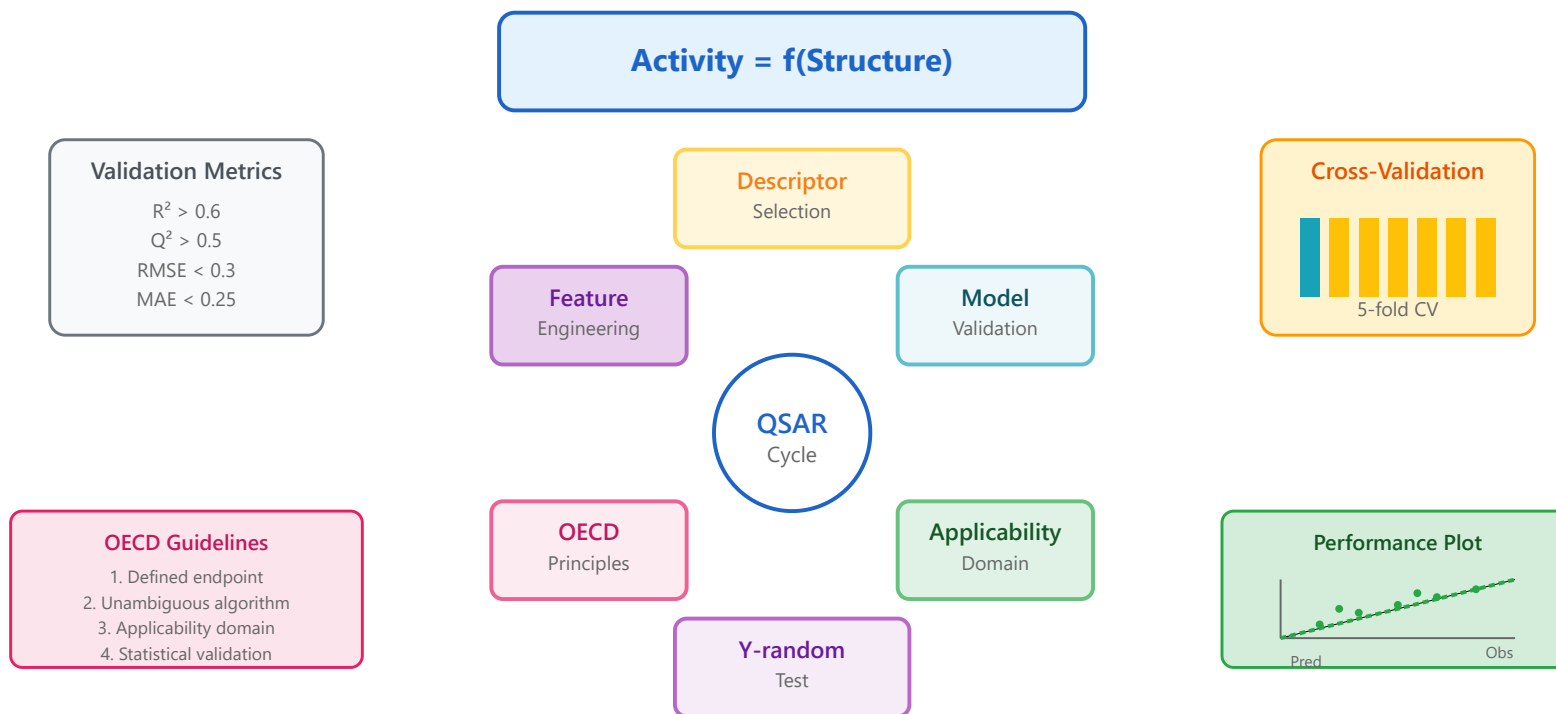 Activity = f(Structure)
Validation Metrics
R² > 0.6
Q² > 0.5
RMSE < 0.3
MAE < 0.25
Descriptor
Selection
Cross-Validation
5-fold CV
Feature
Engineering
Model
Validation
QSAR
Cycle
OECD Guidelines
1. Defined endpoint
2. Unambiguous algorithm
3. Applicability domain
4. Statistical validation
OECD
Principles
Applicability
Domain
Performance Plot
Obs
Pred
Y-random
Test